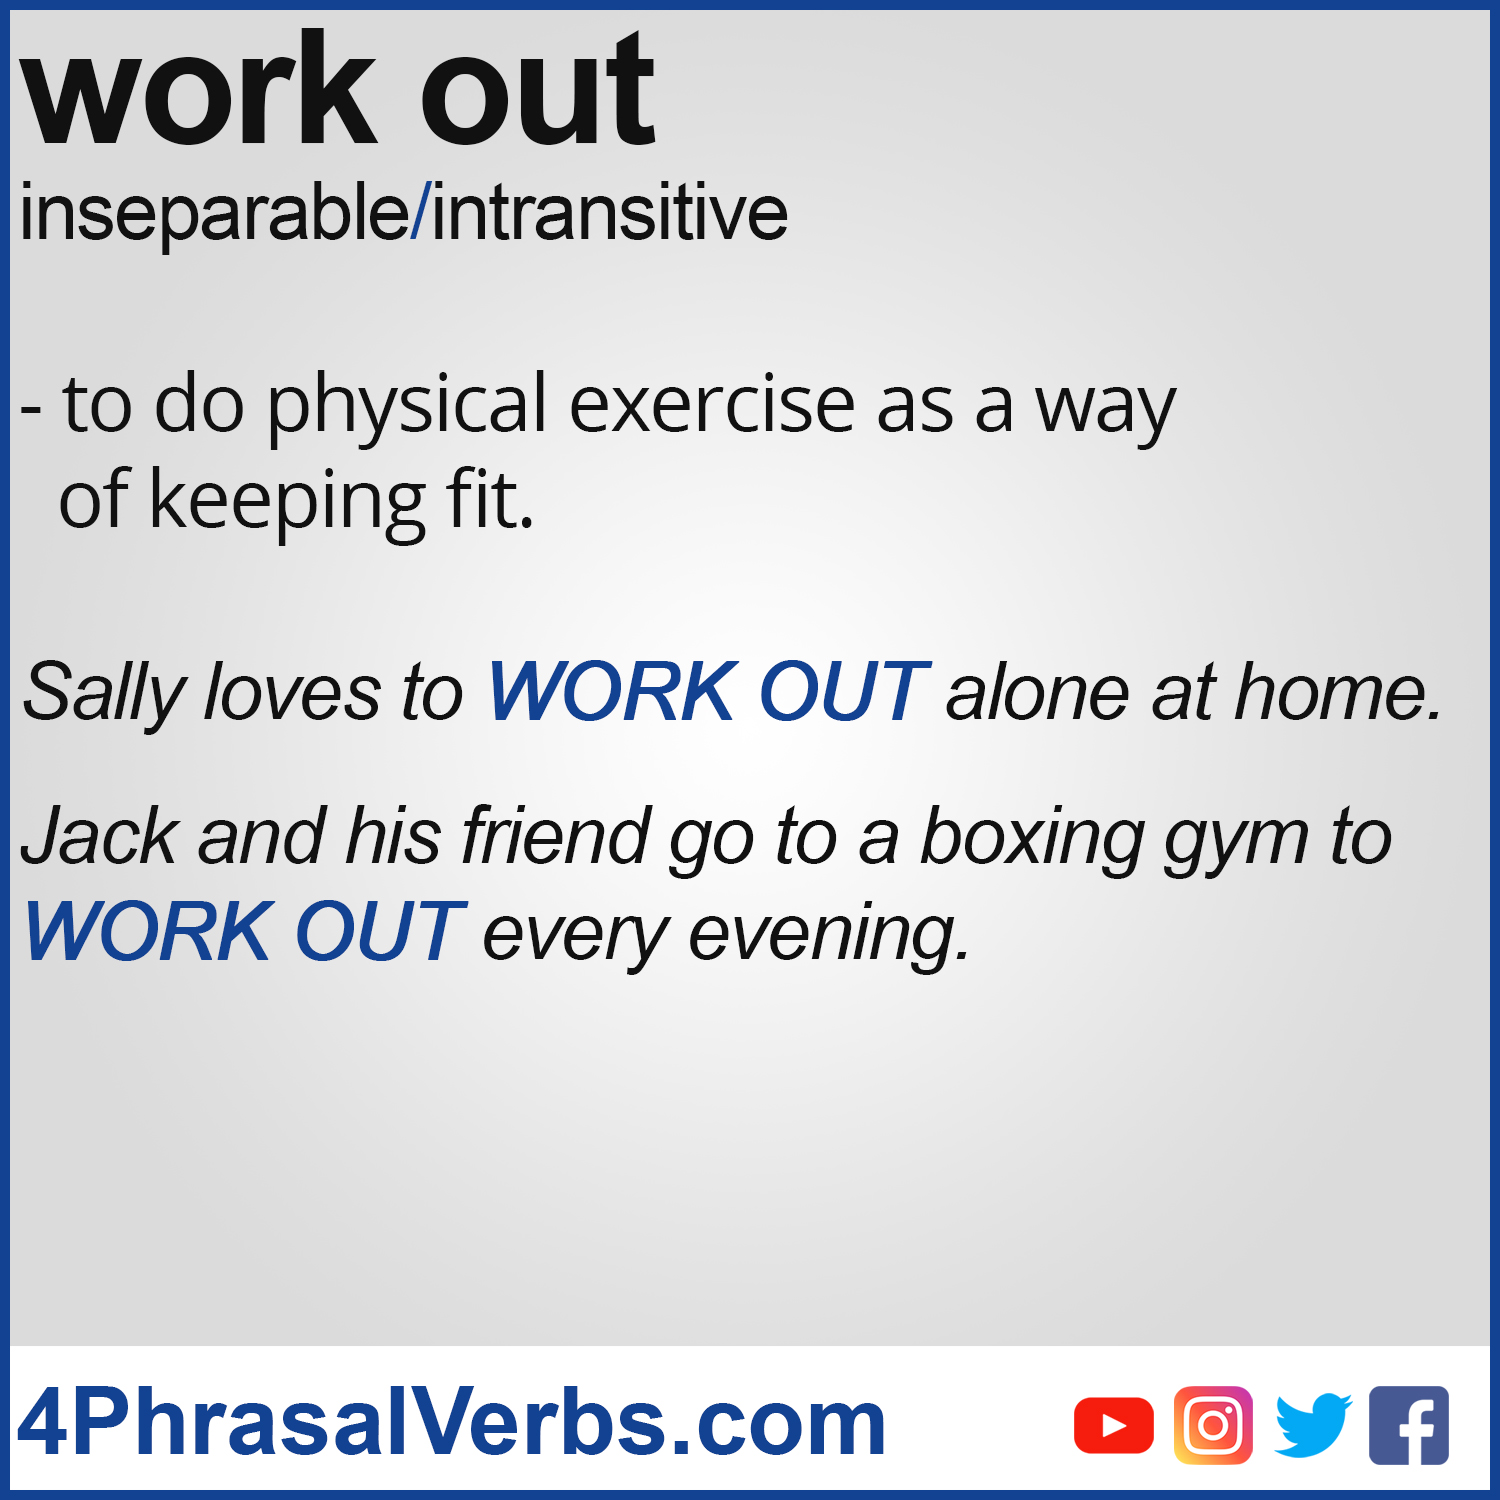 work out
inseparable/intransitive
- to do physical exercise as a way
of keeping fit.
Sally loves to WORK OUT alone at home.
Jack and his friend go to a boxing gym to
WORK OUT every evening.
4PhrasalVerbs.com